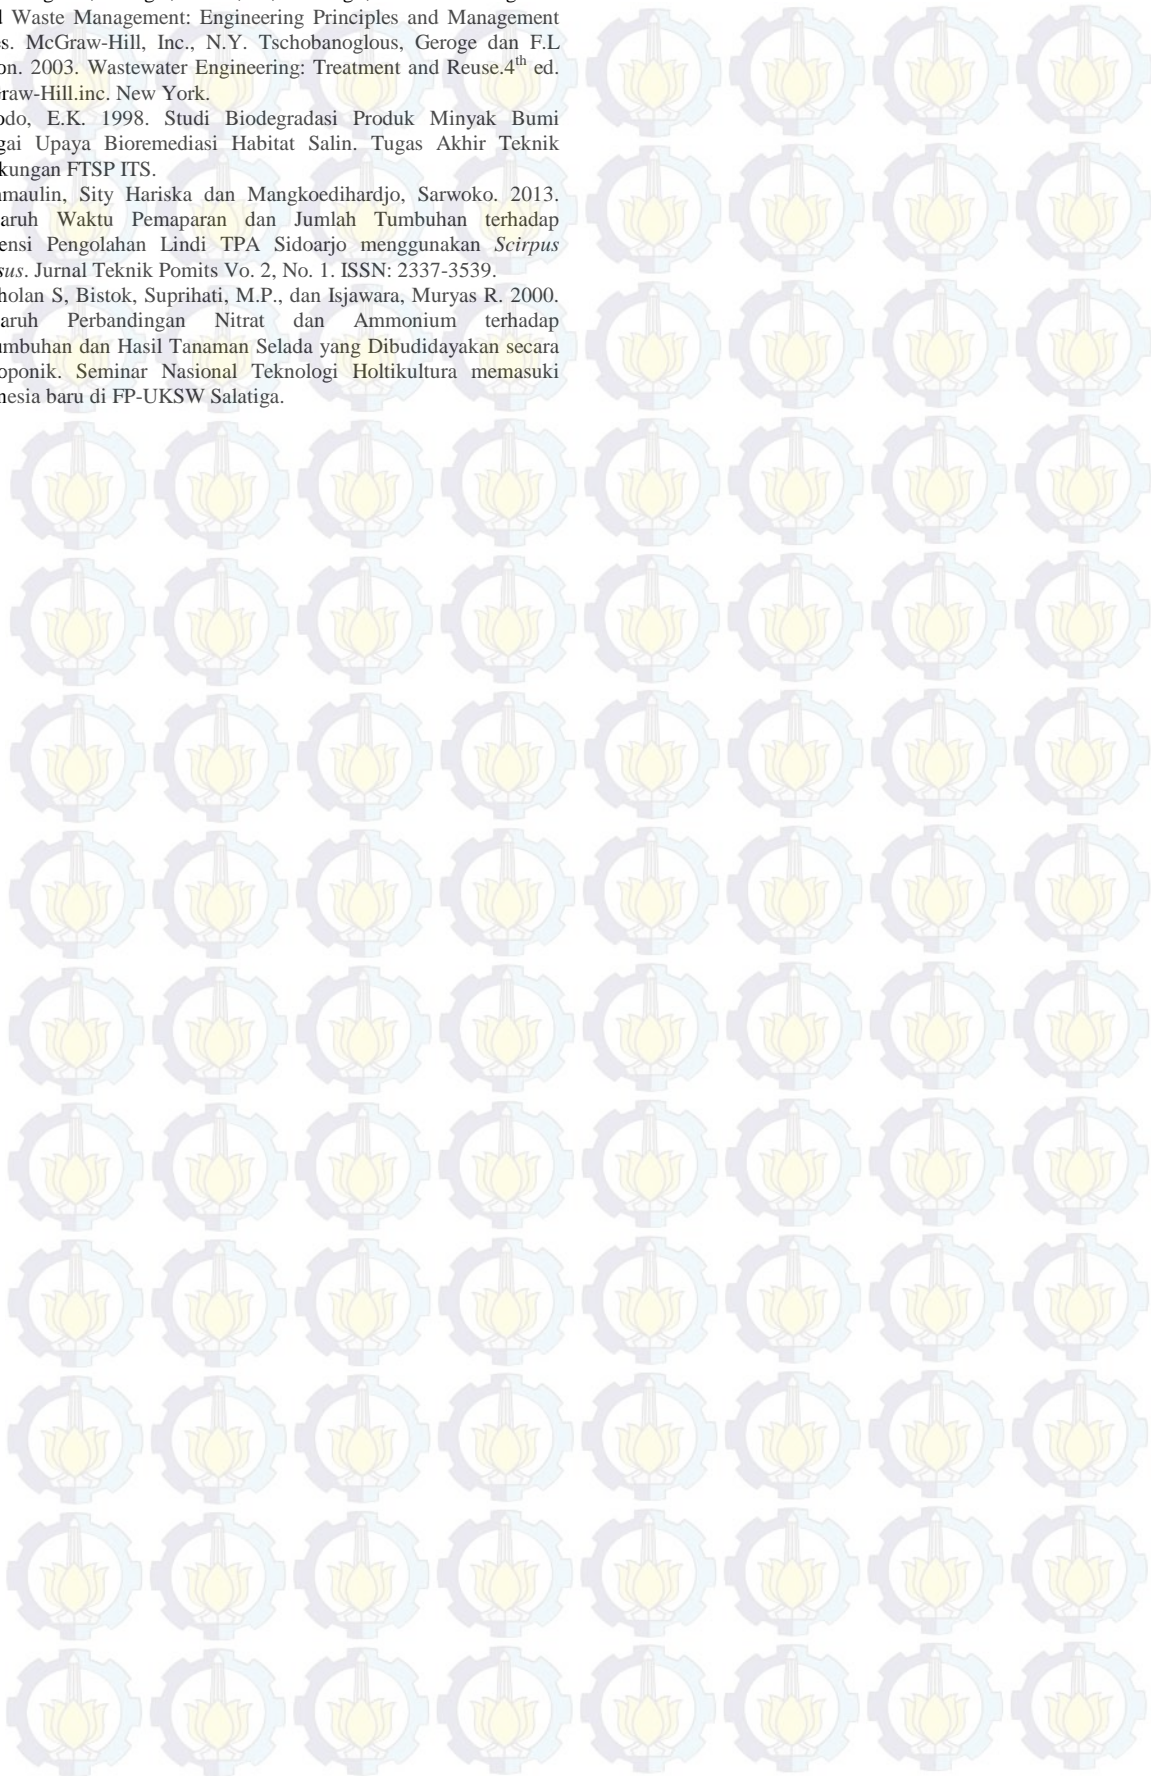 Waste Management: Engineering Principles and Management
es. McGraw-Hill, Inc., N.Y. Tschobanoglous, Geroge dan F.L
on. 2003. Wastewater Engineering: Treatment and Reuse.4th ed.
raw-Hill.inc. New York.
odo, E.K. 1998. Studi Biodegradasi Produk Minyak Bumi
gai Upaya Bioremediasi Habitat Salin. Tugas Akhir Teknik
kungan FTSP ITS.
maulin, Sity Hariska dan Mangkoedihardjo, Sarwoko. 2013.
aruh Waktu Pemaparan dan Jumlah Tumbuhan terhadap
ensi Pengolahan Lindi TPA Sidoarjo menggunakan Scirpus
sus. Jurnal Teknik Pomits Vo. 2, No. 1. ISSN: 2337-3539.
holan S, Bistok, Suprihati, M.P., dan Isjawara, Muryas R. 2000.
aruh Perbandingan Nitrat dan Ammonium terhadap
umbuhan dan Hasil Tanaman Selada yang Dibudidayakan secara
oponik. Seminar Nasional Teknologi Holtikultura memasuki
nesia baru di FP-UKSW Salatiga.